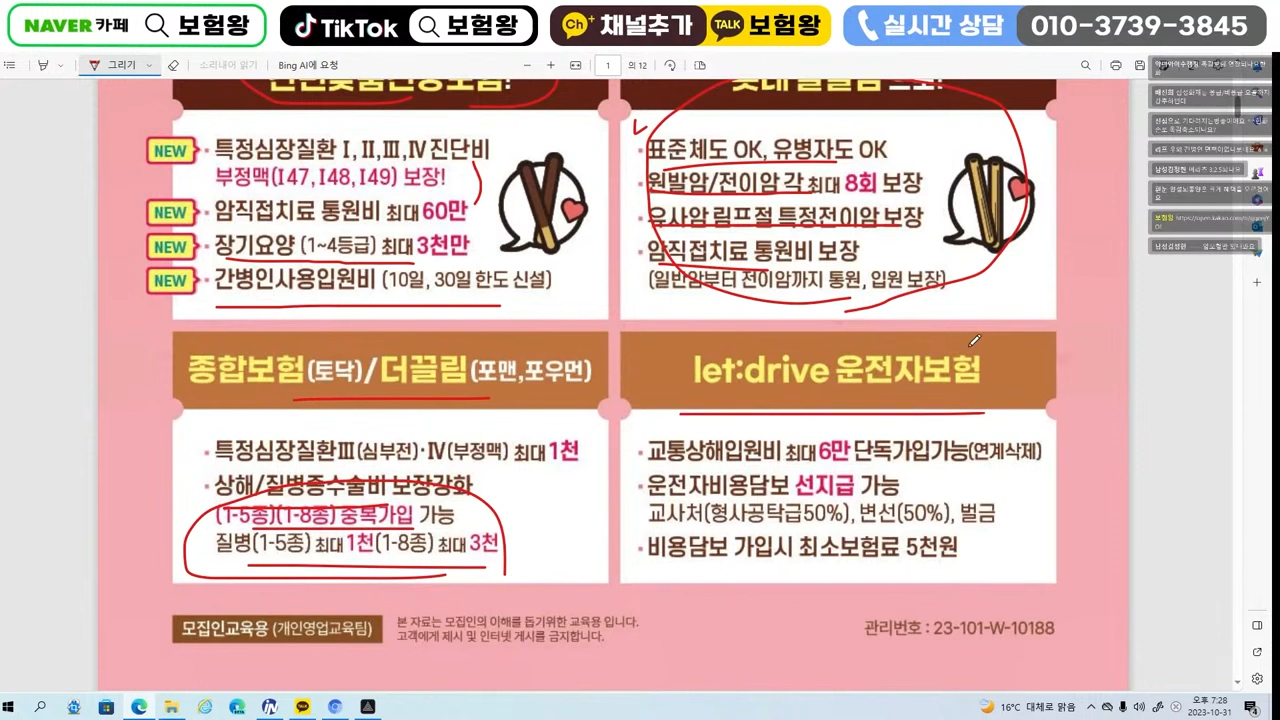 NAVER 카페 보험왕 TikTok 보험왕 Ch+ 채널추가 TALK 보험왕 실시간 상담 010-3739-3845
그리기 소리내어 읽기 Bing AI에 요청 1 의 12
NEW · 특정심장질환 Ⅰ,Ⅱ,Ⅲ,Ⅳ 진단비
부정맥(I47, I48, I49) 보장!
NEW · 암직접치료 통원비 최대 60만
NEW · 장기요양 (1~4등급) 최대 3천만
NEW · 간병인사용입원비 (10일, 30일 한도 신설)
· 표준체도 OK, 유병자도 OK
· 원발암/전이암 각 최대 8회 보장
· 유사암 림프절 특정전이암 보장
· 암직접치료 통원비 보장
(일반암부터 전이암까지 통원, 입원 보장)
종합보험(토닥)/더끌림(포맨,포우먼)
· 특정심장질환Ⅲ(심부전)·Ⅳ(부정맥) 최대 1천
· 상해/질병종수술비 보장강화
(1-5종)(1-8종) 중복가입 가능
질병(1-5종) 최대 1천(1-8종) 최대 3천
let:drive 운전자보험
· 교통상해입원비 최대 6만 단독가입가능(연계삭제)
· 운전자비용담보 선지급 가능
교사처(형사공탁급50%), 변선(50%), 벌금
· 비용담보 가입시 최소보험료 5천원
모집인교육용 (개인영업교육팀)
본 자료는 모집인의 이해를 돕기위한 교육용 입니다.
고객에게 제시 및 인터넷 게시를 금지합니다.
관리번호 : 23-101-W-10188
16°C 대체로 맑음
오후 7:28
2023-10-31